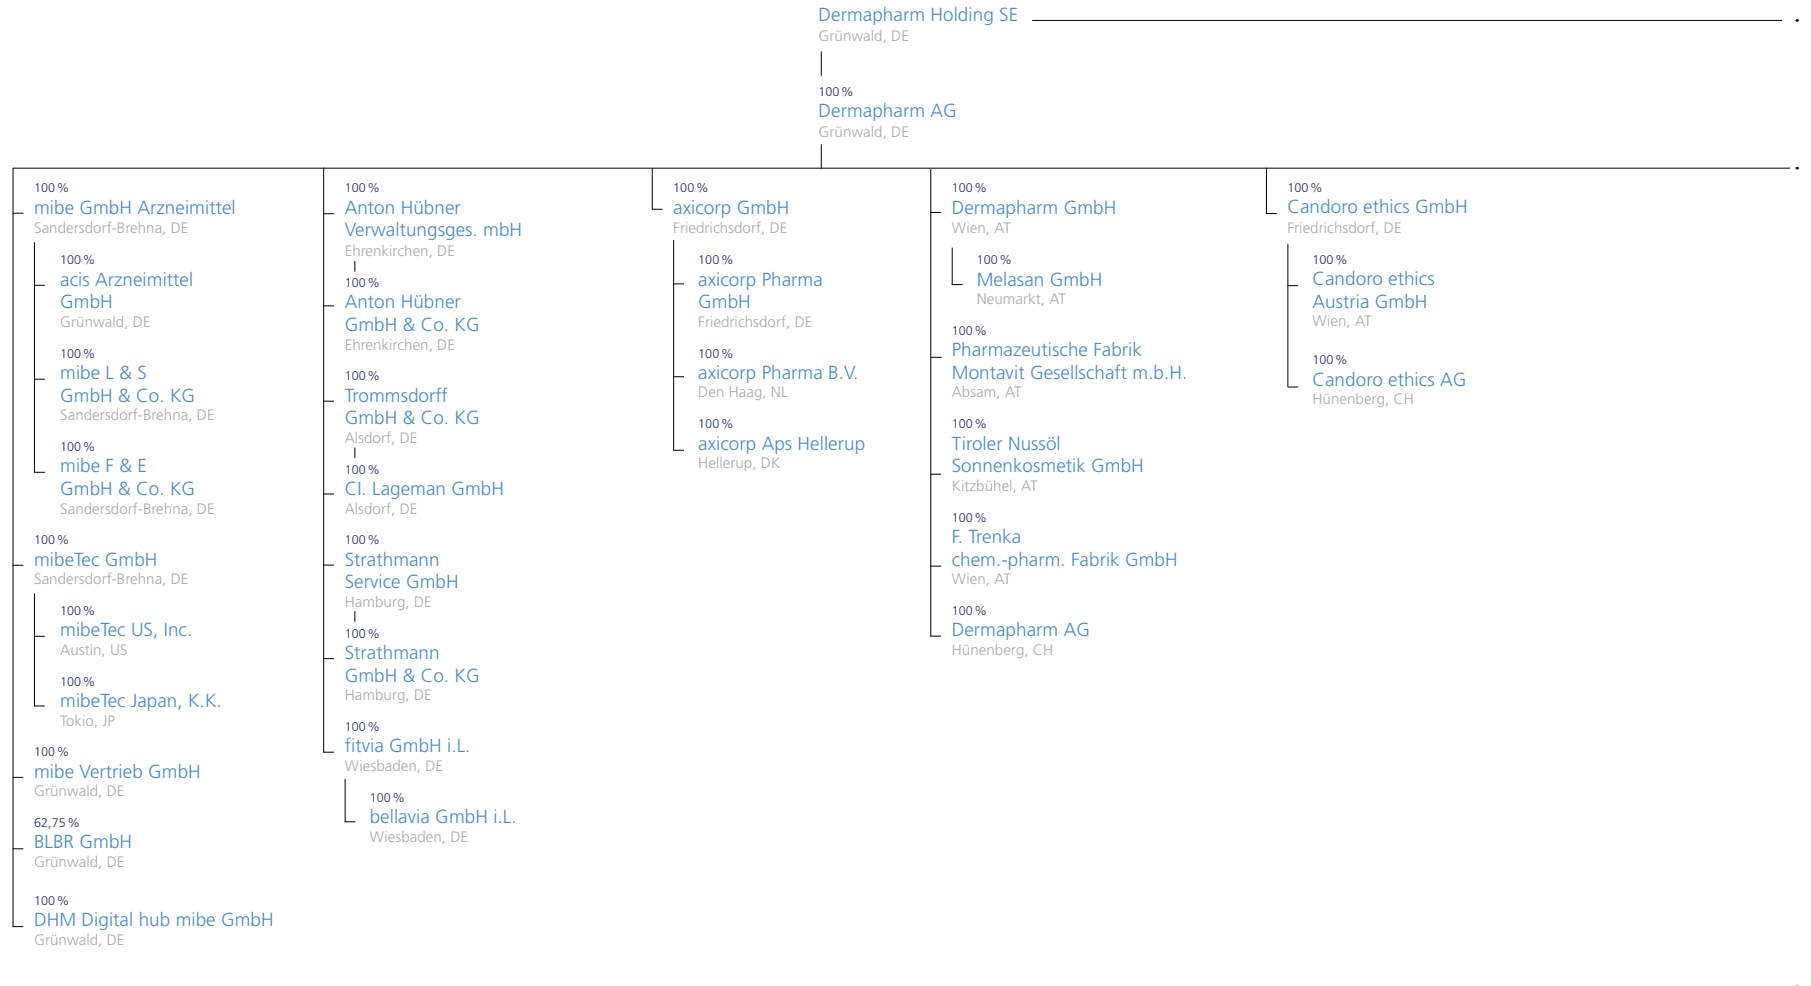 Dermapharm Holding SE
Grünwald, DE
100 %
Dermapharm AG
Grünwald, DE
100 %
mibe GmbH Arzneimittel
Sandersdorf-Brehna, DE
100 %
acis Arzneimittel
GmbH
Grünwald, DE
100 %
mibe L & S
GmbH & Co. KG
Sandersdorf-Brehna, DE
100 %
mibe F & E
GmbH & Co. KG
Sandersdorf-Brehna, DE
100 %
mibeTec GmbH
Sandersdorf-Brehna, DE
100 %
mibeTec US, Inc.
Austin, US
100 %
mibeTec Japan, K.K.
Tokio, JP
100 %
mibe Vertrieb GmbH
Grünwald, DE
62,75 %
BLBR GmbH
Grünwald, DE
100 %
DHM Digital hub mibe GmbH
Grünwald, DE
100 %
Anton Hübner
Verwaltungsges. mbH
Ehrenkirchen, DE
100 %
Anton Hübner
GmbH & Co. KG
Ehrenkirchen, DE
100 %
Trommsdorff
GmbH & Co. KG
Alsdorf, DE
100 %
Cl. Lageman GmbH
Alsdorf, DE
100 %
Strathmann
Service GmbH
Hamburg, DE
100 %
Strathmann
GmbH & Co. KG
Hamburg, DE
100 %
fitvia GmbH i.L.
Wiesbaden, DE
100 %
bellavia GmbH i.L.
Wiesbaden, DE
100 %
axicorp GmbH
Friedrichsdorf, DE
100 %
axicorp Pharma
GmbH
Friedrichsdorf, DE
100 %
axicorp Pharma B.V.
Den Haag, NL
100 %
axicorp Aps Hellerup
Hellerup, DK
100 %
Dermapharm GmbH
Wien, AT
100 %
Melasan GmbH
Neumarkt, AT
100 %
Pharmazeutische Fabrik
Montavit Gesellschaft m.b.H.
Absam, AT
100 %
Tiroler Nussöl
Sonnenkosmetik GmbH
Kitzbühel, AT
100 %
F. Trenka
chem.-pharm. Fabrik GmbH
Wien, AT
100 %
Dermapharm AG
Hünenberg, CH
100 %
Candoro ethics GmbH
Friedrichsdorf, DE
100 %
Candoro ethics
Austria GmbH
Wien, AT
100 %
Candoro ethics AG
Hünenberg, CH